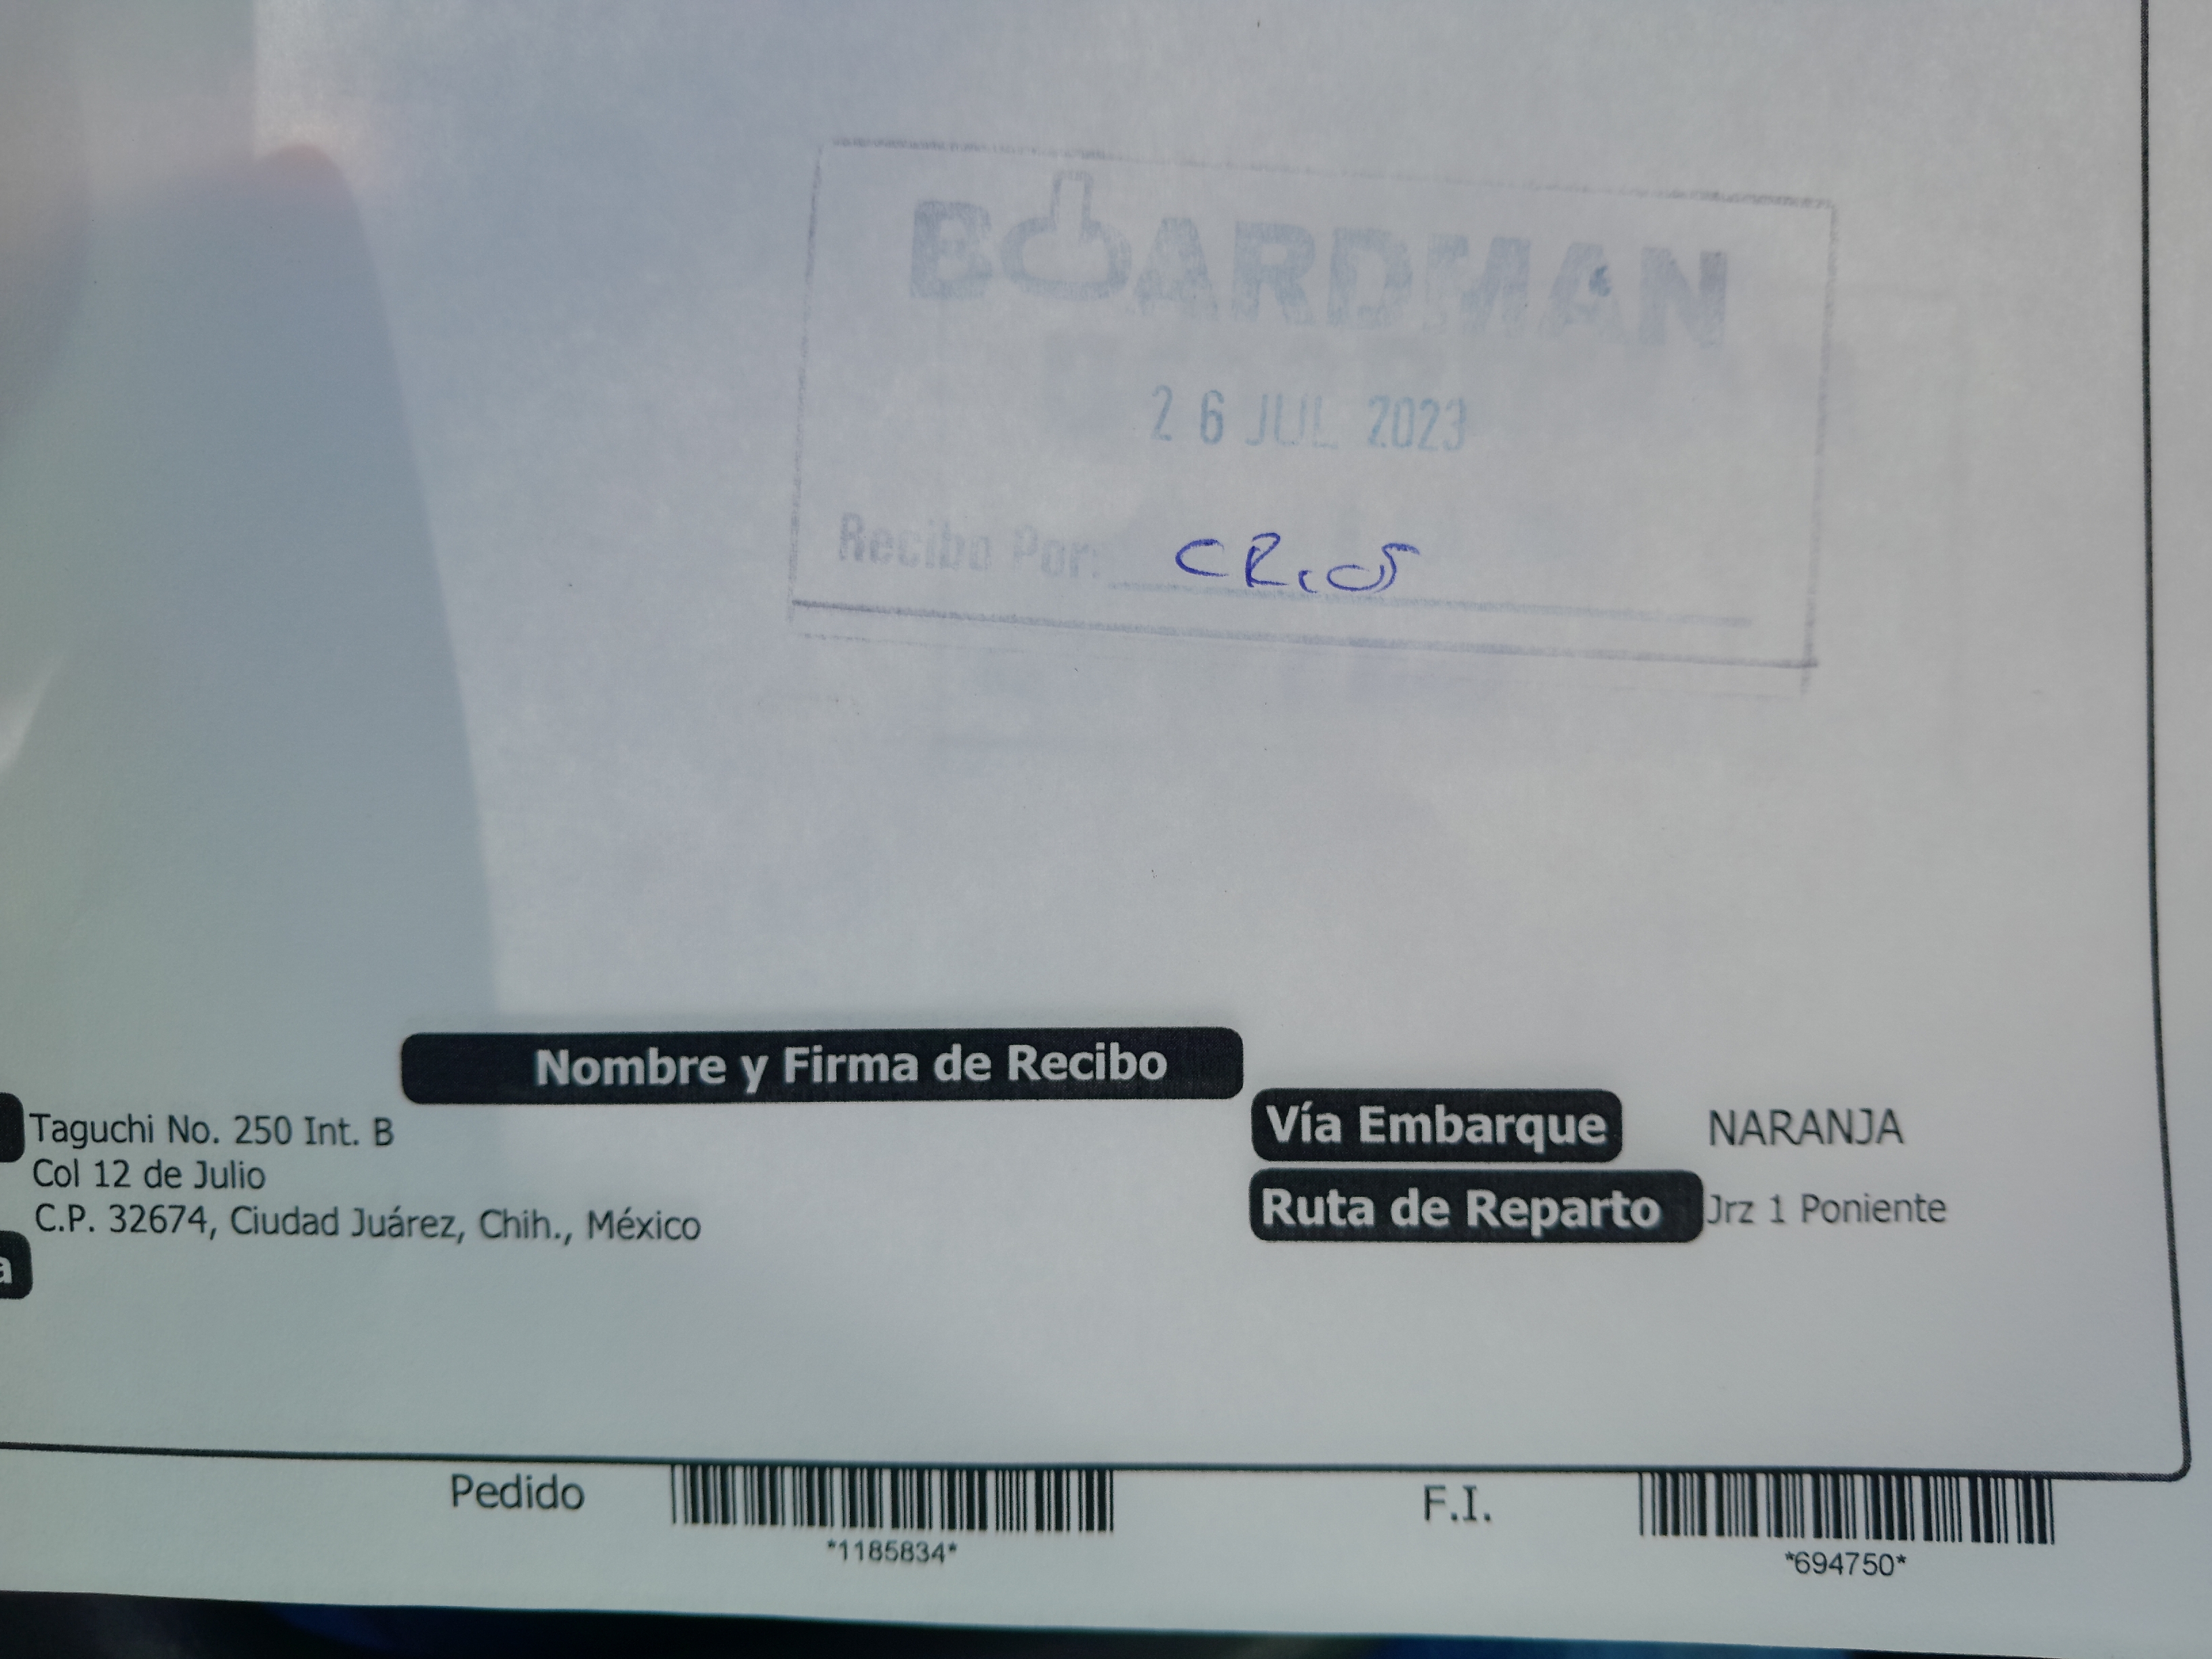 BOARDMAN
26 JUL 2023
Recibo Por: CRios
Nombre y Firma de Recibo
Taguchi No. 250 Int. B
Col 12 de Julio
C.P. 32674, Ciudad Juárez, Chih., México
Vía Embarque NARANJA
Ruta de Reparto Jrz 1 Poniente
a
Pedido
*1185834*
F.I.
*694750*